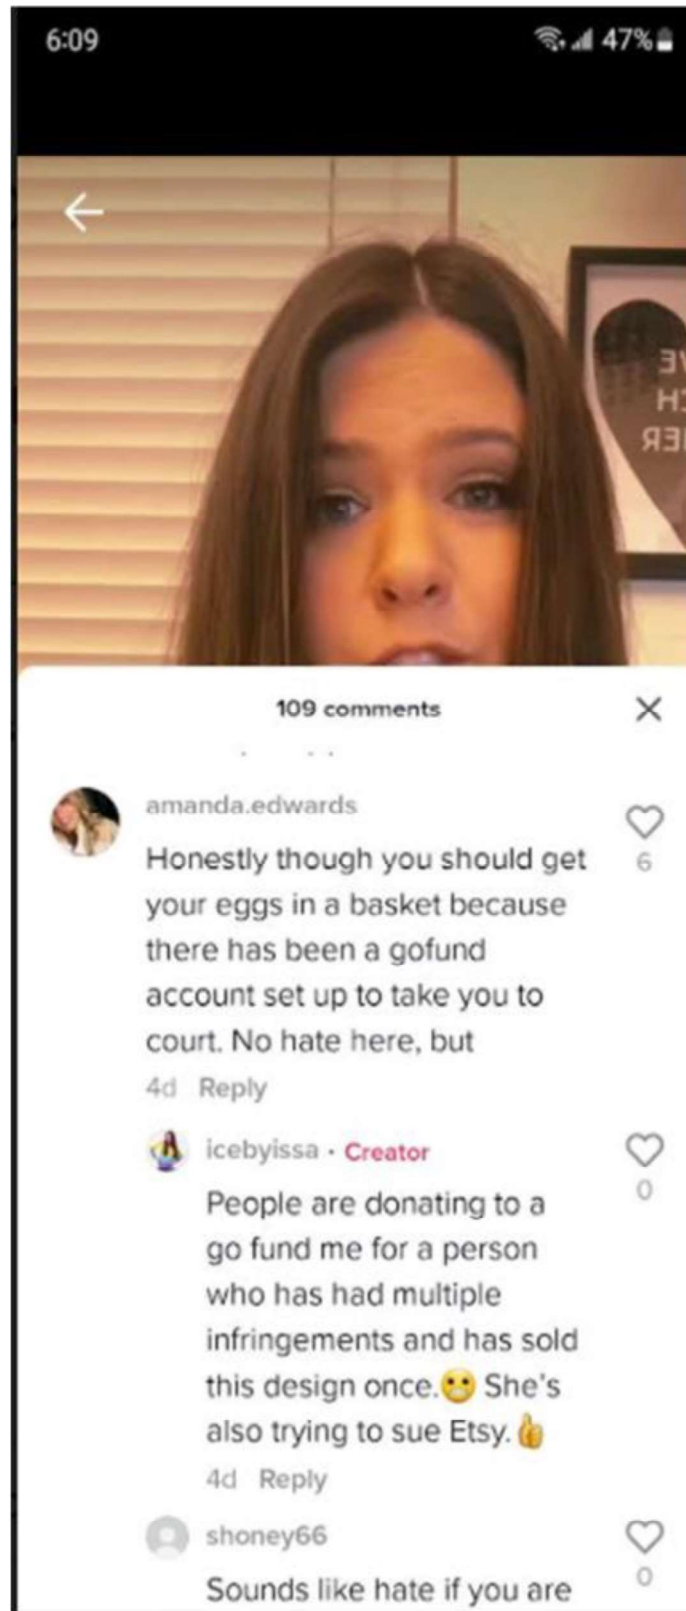 6:09
47%
ЭV
CH
ЯЭI
109 comments
amanda.edwards
6
Honestly though you should get
your eggs in a basket because
there has been a gofund
account set up to take you to
court. No hate here, but
4d Reply
icebyissa · Creator
0
People are donating to a
go fund me for a person
who has had multiple
infringements and has sold
this design once.😬 She's
also trying to sue Etsy.👍
4d Reply
shoney66
0
Sounds like hate if you are